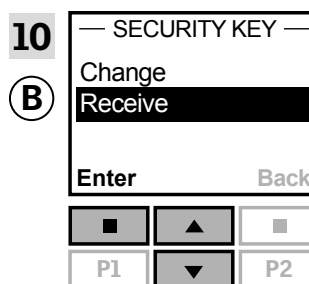 10
B
SECURITY KEY
Change
Receive
Enter Back
P1 P2